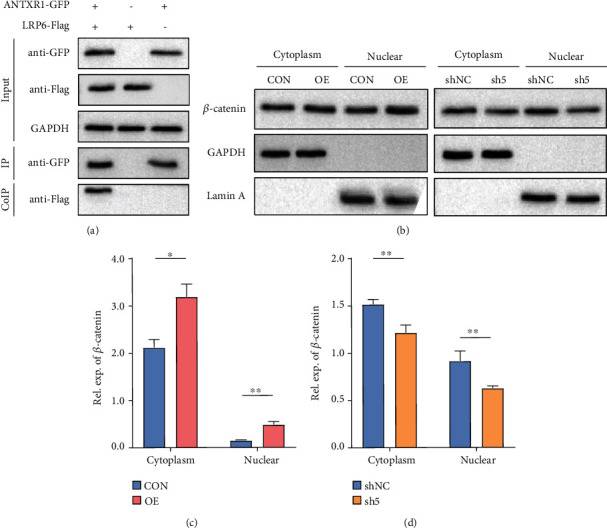 ANTXR1-GFP + - +
LRP6-Flag + + -
Input
anti-GFP
anti-Flag
GAPDH
IP
anti-GFP
CoIP
anti-Flag
(a)
Cytoplasm Nuclear Cytoplasm Nuclear
CON OE CON OE shNC sh5 shNC sh5
β-catenin
GAPDH
Lamin A
(b)
Rel. exp. of β-catenin
4.0
3.0
2.0
1.0
0.0
*
**
Cytoplasm Nuclear
CON
OE
(c)
Rel. exp. of β-catenin
2.0
1.5
1.0
0.5
0.0
**
**
Cytoplasm Nuclear
shNC
sh5
(d)